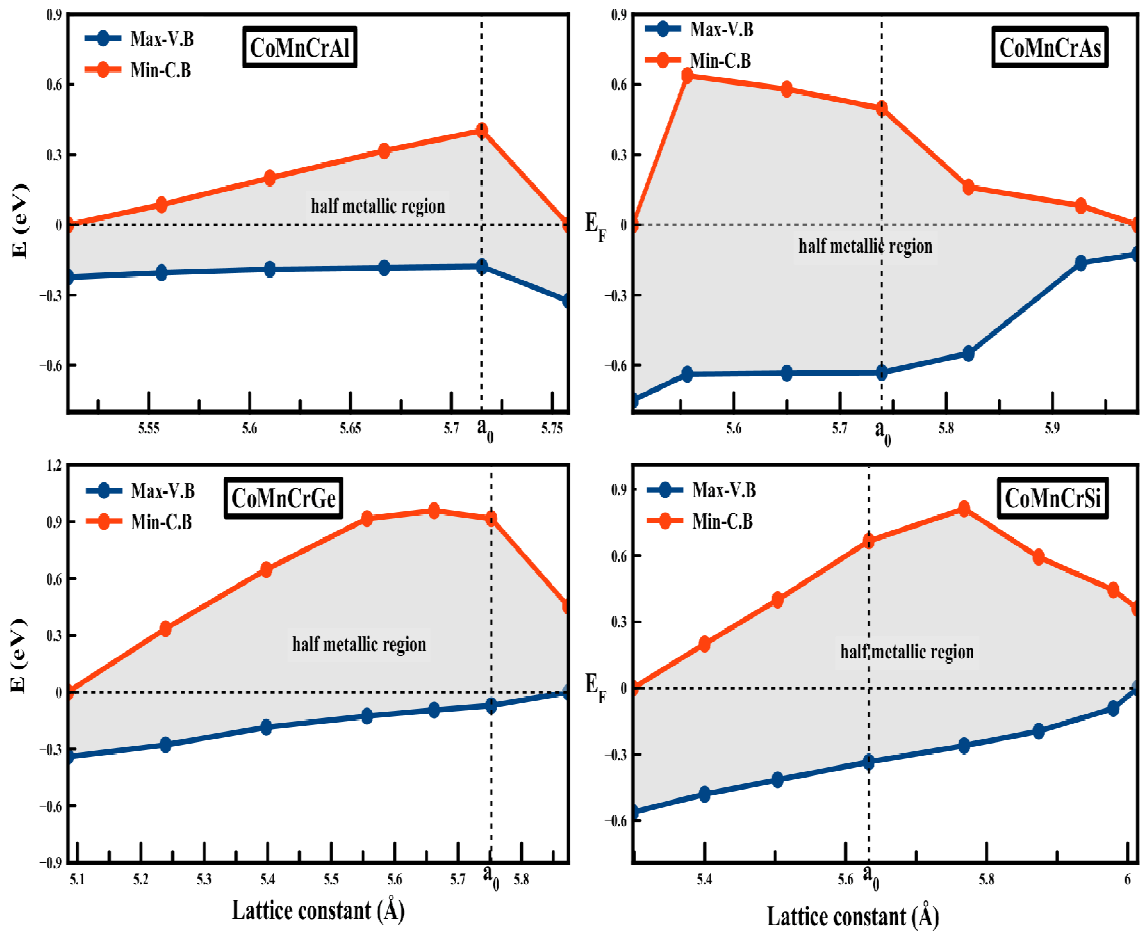 CoMnCrAl
Max-V.B
Min-C.B
half metallic region
E (eV)
0.9
0.6
0.3
0
−0.3
−0.6
5.55
5.6
5.65
5.7
a0
5.75
CoMnCrAs
Max-V.B
Min-C.B
half metallic region
EF
0.9
0.6
0.3
0
−0.3
−0.6
5.6
5.7
a0
5.8
5.9
CoMnCrGe
Max-V.B
Min-C.B
half metallic region
E (eV)
1.2
0.9
0.6
0.3
0
−0.3
−0.6
−0.9
5.1
5.2
5.3
5.4
5.5
5.6
5.7
a0
5.8
Lattice constant (Å)
CoMnCrSi
Max-V.B
Min-C.B
half metallic region
EF
0.9
0.6
0.3
0
−0.3
−0.6
5.4
5.6
a0
5.8
6
Lattice constant (Å)